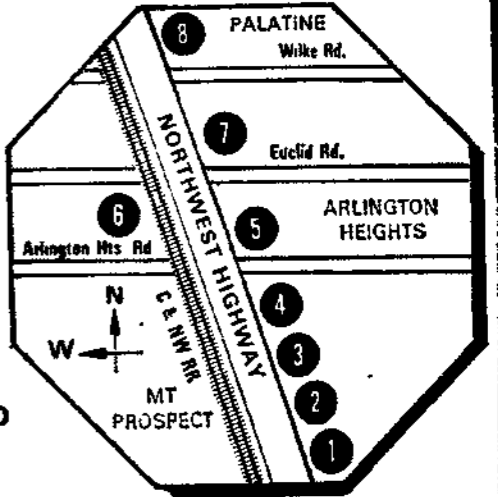 8
PALATINE
Wilke Rd.
7
Euclid Rd.
NORTHWEST HIGHWAY
6
5
ARLINGTON
HEIGHTS
Arlington Hts Rd
N
W
C & NW RR
4
3
MT
PROSPECT
2
1